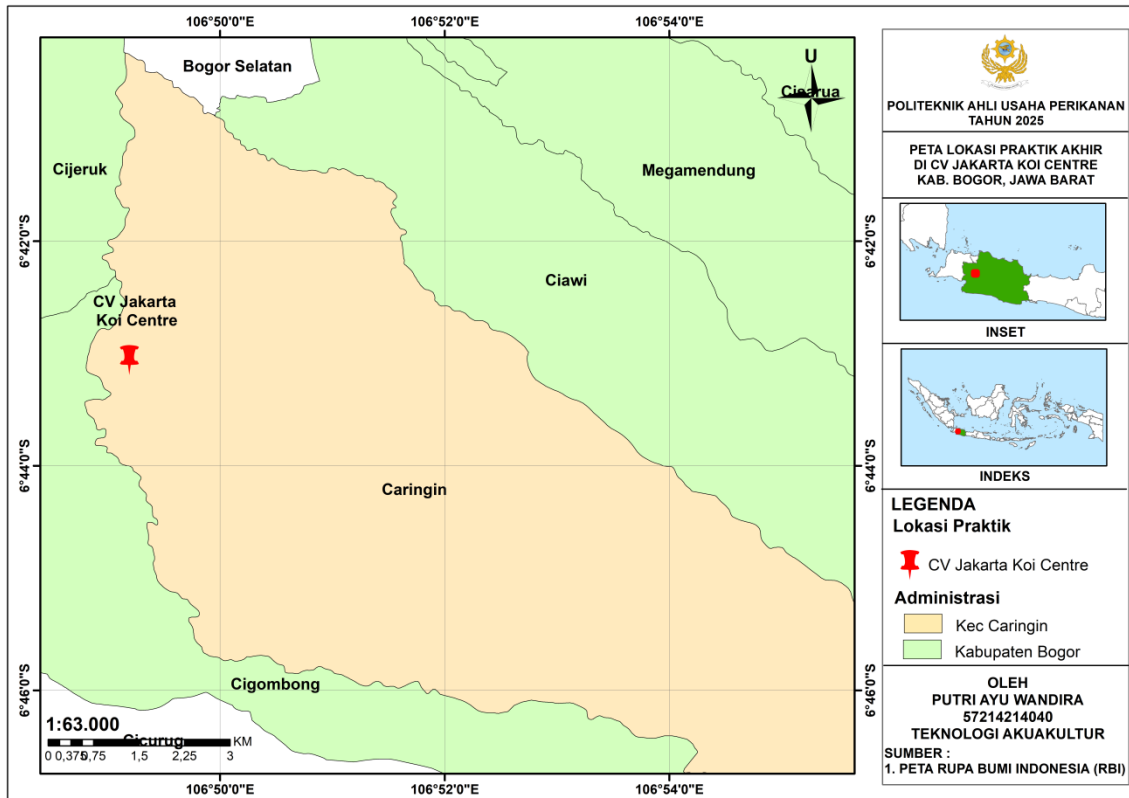 106°50'0"E
106°52'0"E
106°54'0"E
Bogor Selatan
U
Cisarua
Cijeruk
Megamendung
6°42'0"S
6°42'0"S
Ciawi
CV Jakarta
Koi Centre
6°44'0"S
6°44'0"S
Caringin
Cigombong
6°46'0"S
6°46'0"S
1:63.000
Cicurug
KM
0 0,375 0,75 1,5 2,25 3
106°50'0"E
106°52'0"E
106°54'0"E
POLITEKNIK AHLI USAHA PERIKANAN
TAHUN 2025
PETA LOKASI PRAKTIK AKHIR
DI CV JAKARTA KOI CENTRE
KAB. BOGOR, JAWA BARAT
INSET
INDEKS
LEGENDA
Lokasi Praktik
CV Jakarta Koi Centre
Administrasi
Kec Caringin
Kabupaten Bogor
OLEH
PUTRI AYU WANDIRA
57214214040
TEKNOLOGI AKUAKULTUR
SUMBER :
1. PETA RUPA BUMI INDONESIA (RBI)